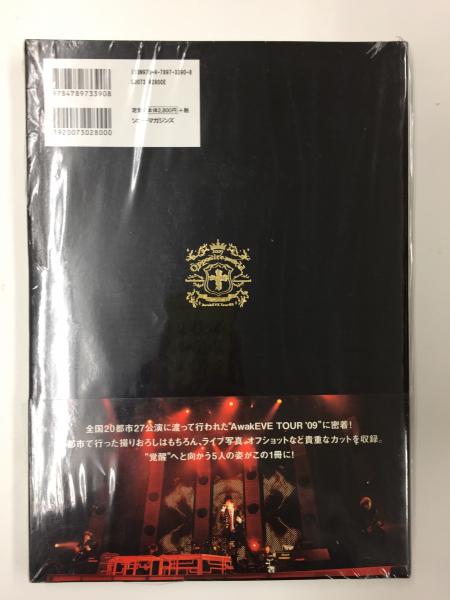 ISBN978-4-7897-3390-8
C0073 ¥2800E
9784789733908
定価:本体2,800円+税
ソニー・マガジンズ
1920073028000
2009
AwakEVE Tour'09
全国20都市27公演に渡って行われた"AwakEVE TOUR '09"に密着!
都市で行った撮りおろしはもちろん、ライブ写真、オフショットなど貴重なカットを収録。
"覚醒"へと向かう5人の姿がこの1冊に!